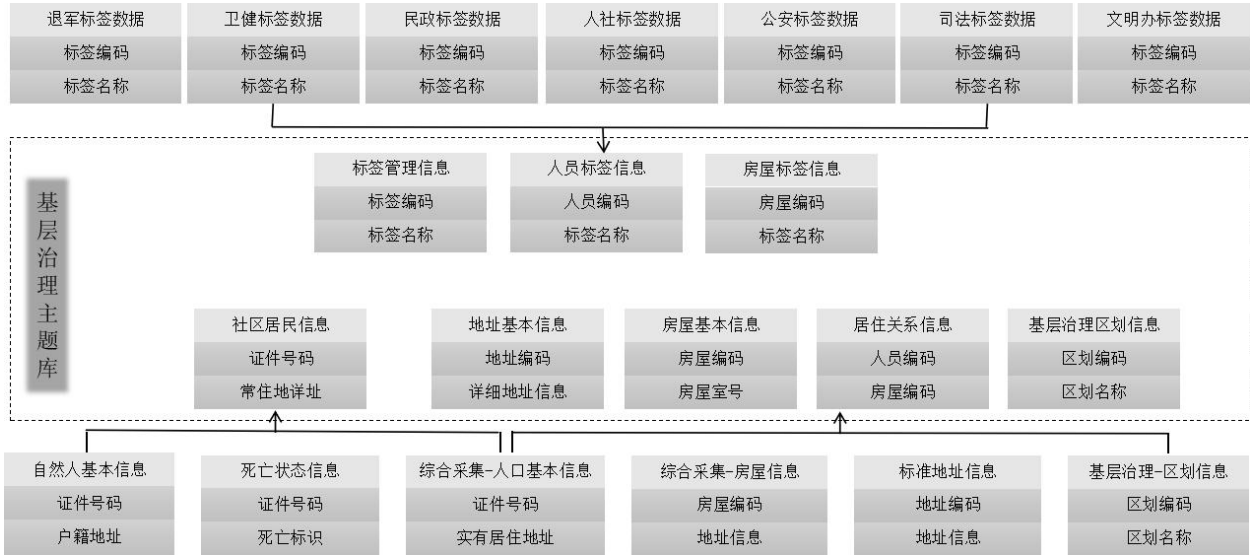 退军标签数据 卫健标签数据 民政标签数据 人社标签数据 公安标签数据 司法标签数据 文明办标签数据
标签编码 标签编码 标签编码 标签编码 标签编码 标签编码 标签编码
标签名称 标签名称 标签名称 标签名称 标签名称 标签名称 标签名称
基层治理主题库
标签管理信息 人员标签信息 房屋标签信息
标签编码 人员编码 房屋编码
标签名称 标签名称 标签名称
社区居民信息 地址基本信息 房屋基本信息 居住关系信息 基层治理区划信息
证件号码 地址编码 房屋编码 人员编码 区划编码
常住地详址 详细地址信息 房屋室号 房屋编码 区划名称
自然人基本信息 死亡状态信息 综合采集-人口基本信息 综合采集-房屋信息 标准地址信息 基层治理-区划信息
证件号码 证件号码 证件号码 房屋编码 地址编码 区划编码
户籍地址 死亡标识 实有居住地址 地址信息 地址信息 区划名称